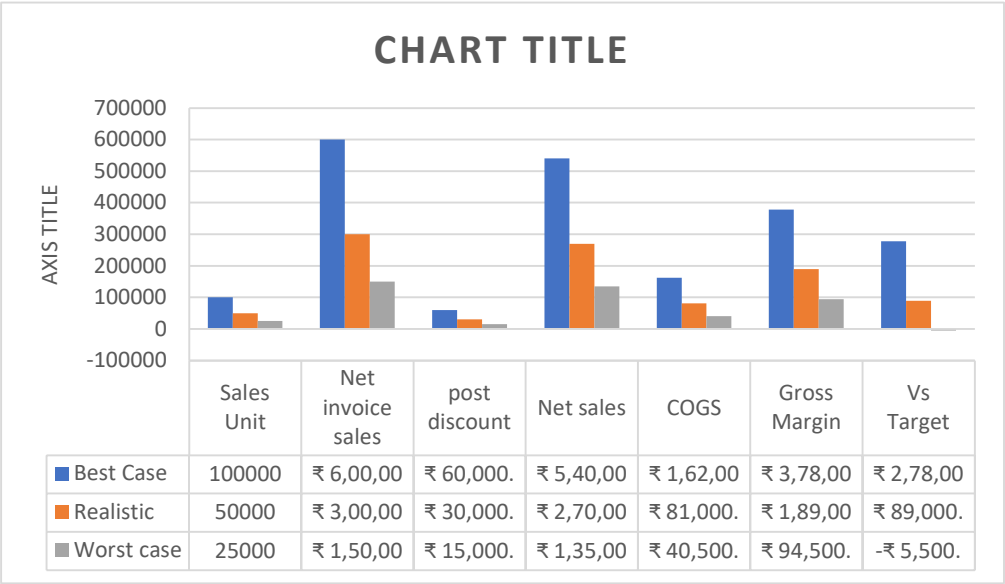 CHART TITLE
AXIS TITLE
700000
600000
500000
400000
300000
200000
100000
0
-100000
Sales Unit
Net invoice sales
post discount
Net sales
COGS
Gross Margin
Vs Target
Best Case 100000 ₹ 6,00,00 ₹ 60,000. ₹ 5,40,00 ₹ 1,62,00 ₹ 3,78,00 ₹ 2,78,00
Realistic 50000 ₹ 3,00,00 ₹ 30,000. ₹ 2,70,00 ₹ 81,000. ₹ 1,89,00 ₹ 89,000.
Worst case 25000 ₹ 1,50,00 ₹ 15,000. ₹ 1,35,00 ₹ 40,500. ₹ 94,500. -₹ 5,500.